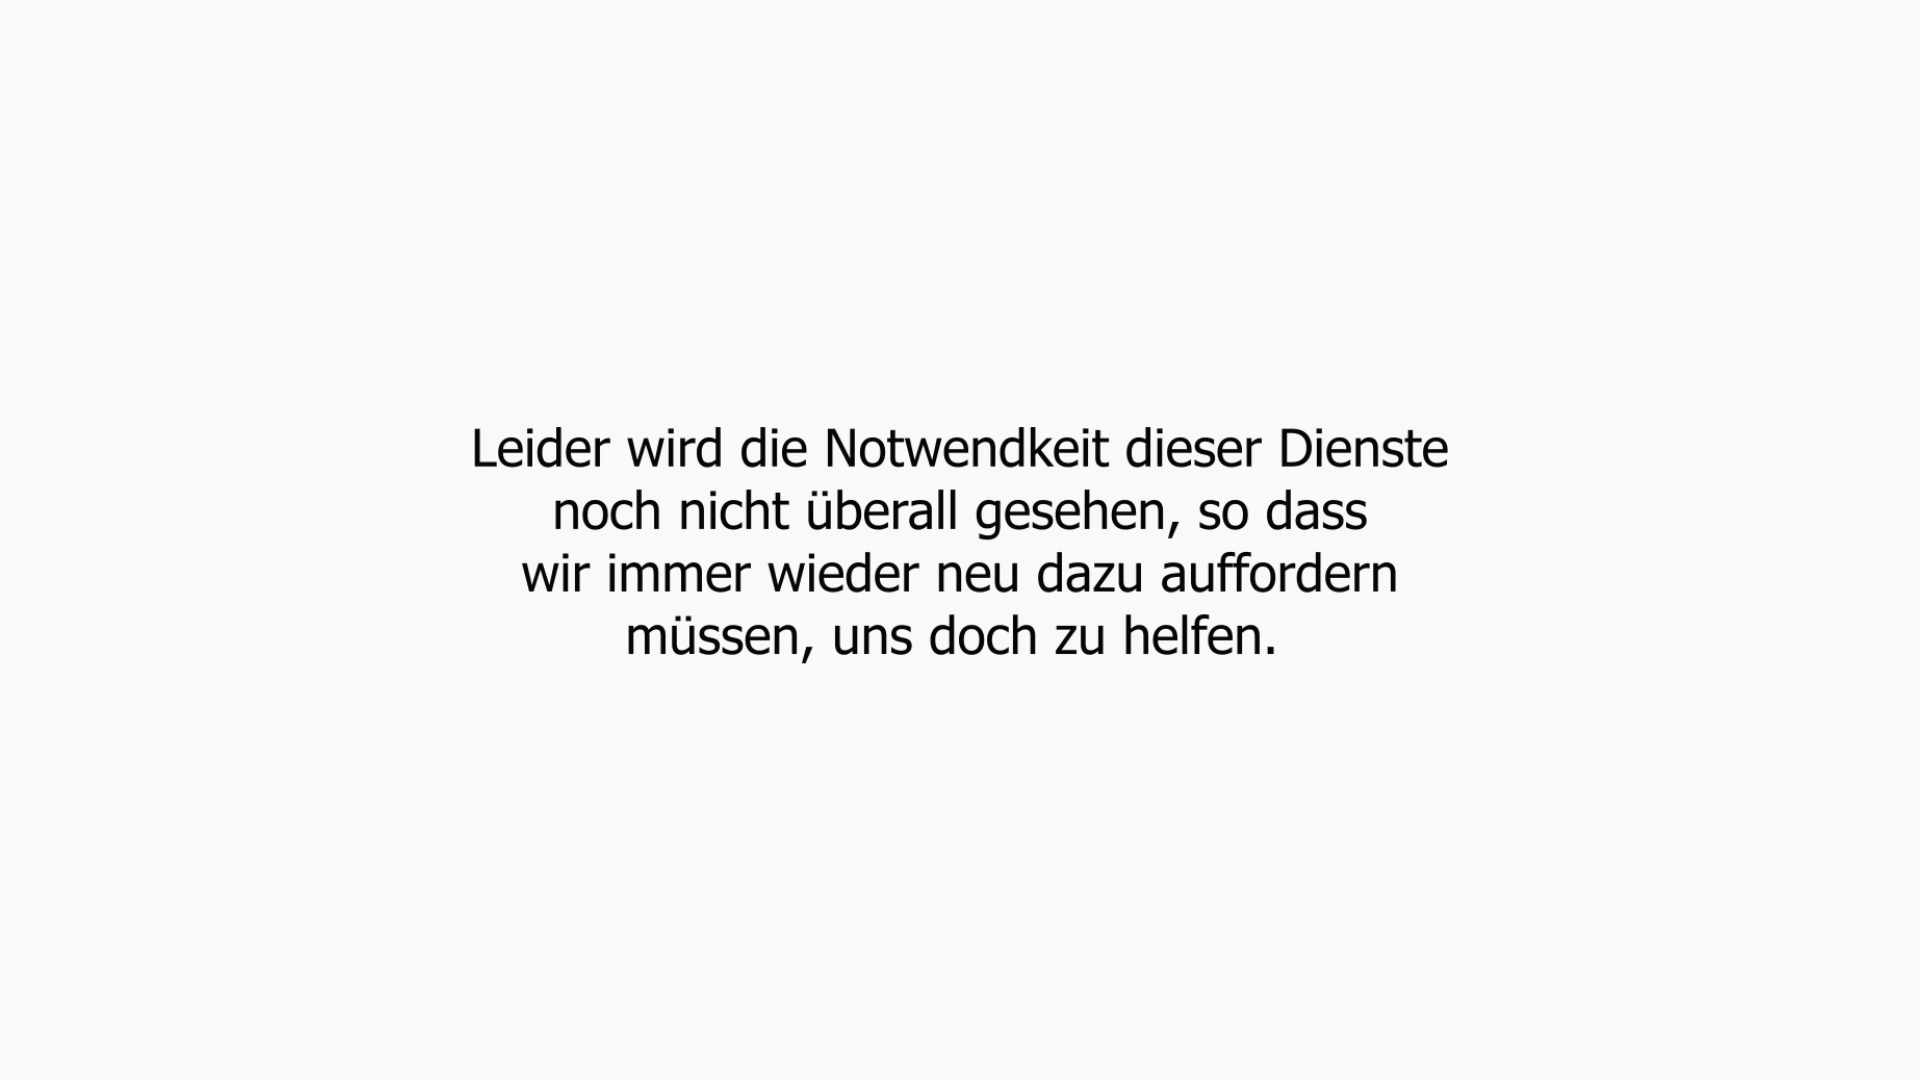 Leider wird die Notwendkeit dieser Dienste
noch nicht überall gesehen, so dass
wir immer wieder neu dazu auffordern
müssen, uns doch zu helfen.